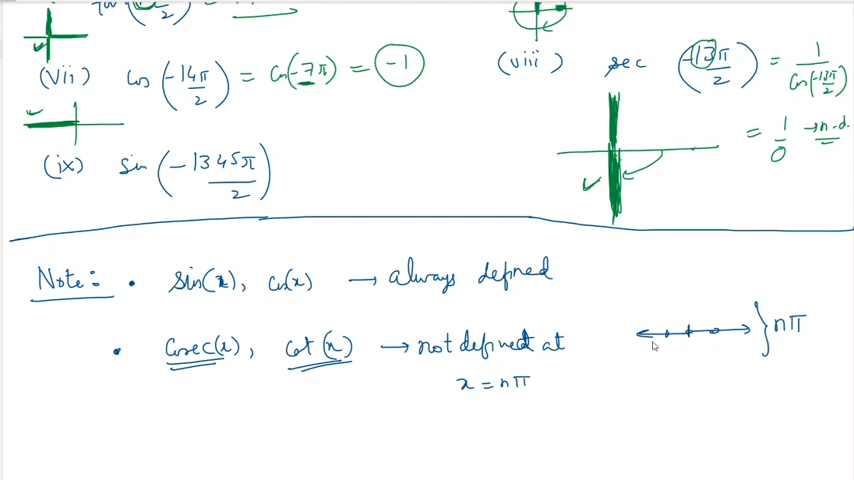 (vii) cos (-14π/2) = cos(-7π) = -1
(viii) sec (-13π/2) = 1/cos(-13π/2)
= 1/0 → n.d.
(ix) sin (-1345π/2)
Note:- • sin(x), cos(x) → always defined
• cosec(x), cot(x) → not defined at
x = nπ
} nπ